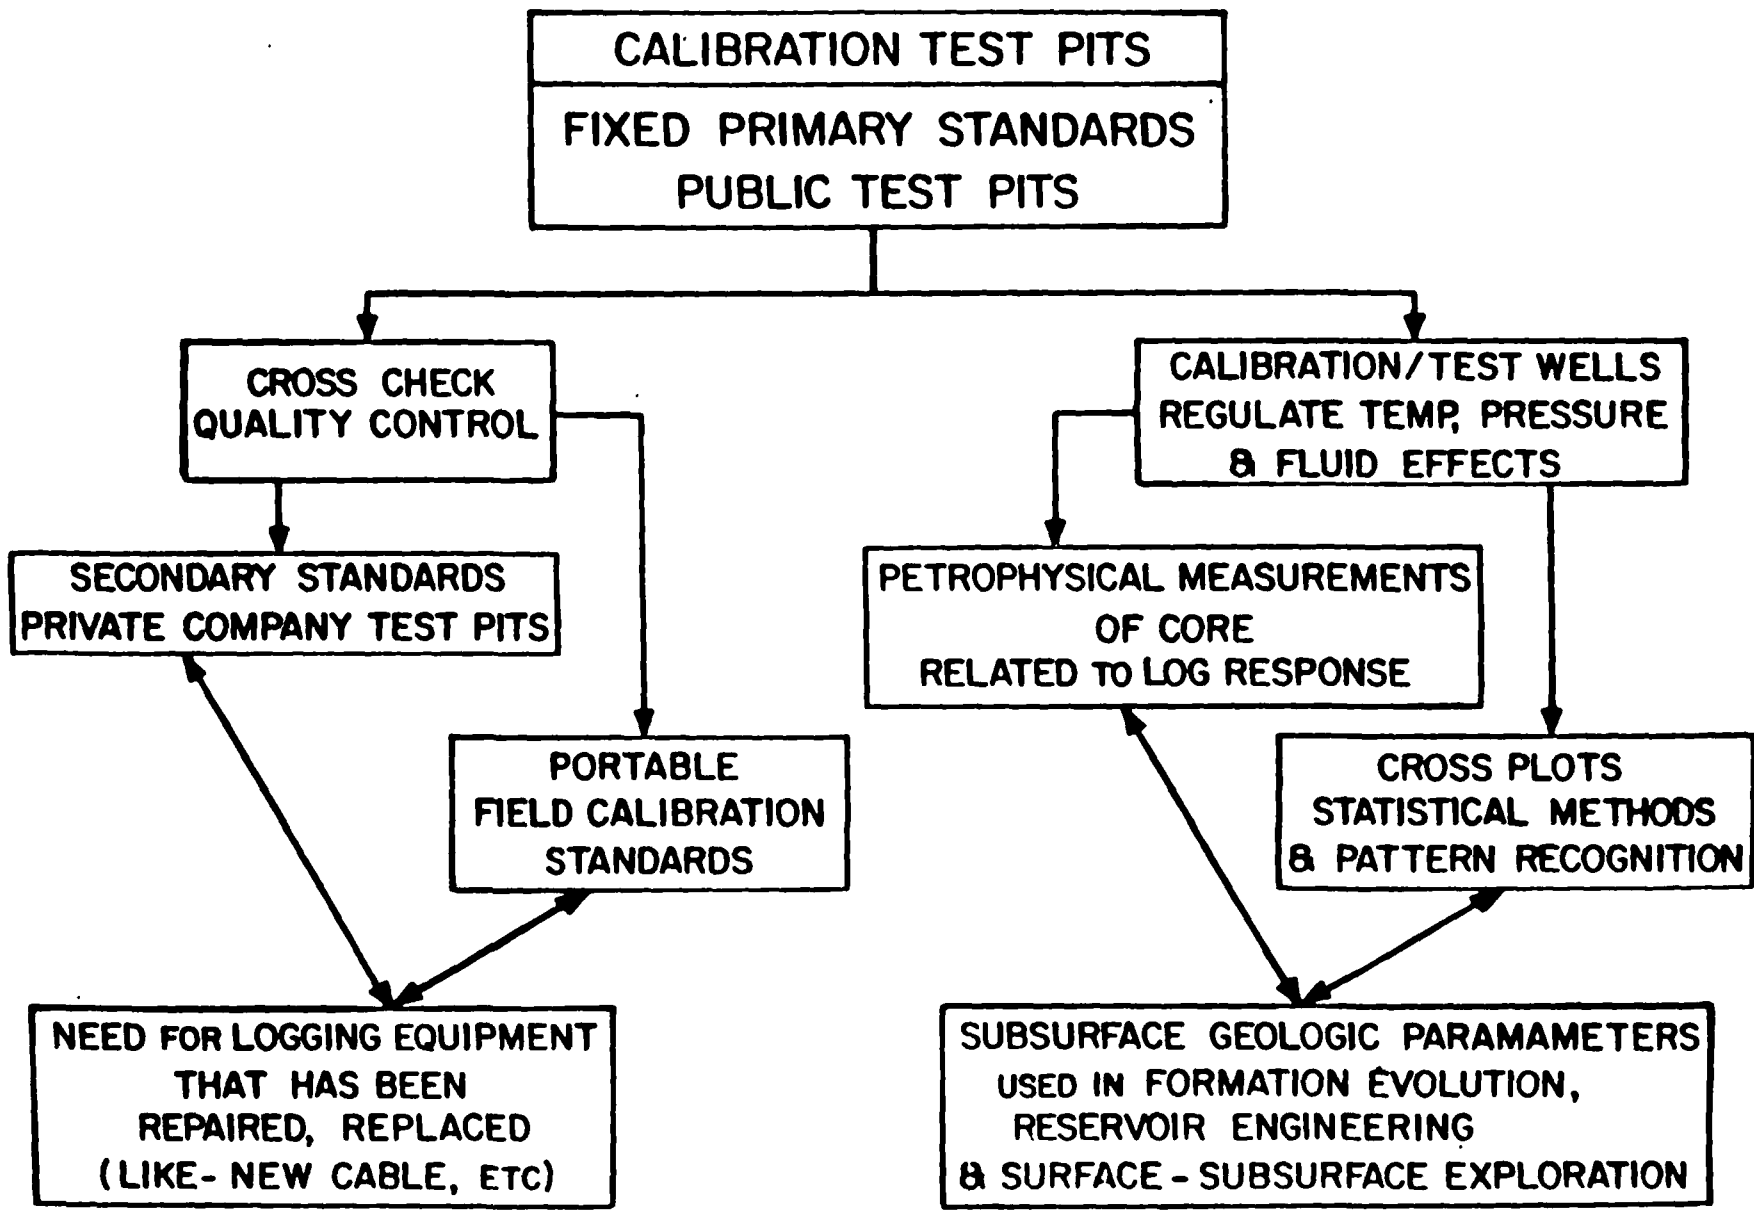 CALIBRATION TEST PITS
FIXED PRIMARY STANDARDS
PUBLIC TEST PITS
CROSS CHECK
QUALITY CONTROL
CALIBRATION/TEST WELLS
REGULATE TEMP, PRESSURE
& FLUID EFFECTS
SECONDARY STANDARDS
PRIVATE COMPANY TEST PITS
PETROPHYSICAL MEASUREMENTS
OF CORE
RELATED TO LOG RESPONSE
PORTABLE
FIELD CALIBRATION
STANDARDS
CROSS PLOTS
STATISTICAL METHODS
& PATTERN RECOGNITION
NEED FOR LOGGING EQUIPMENT
THAT HAS BEEN
REPAIRED, REPLACED
(LIKE- NEW CABLE, ETC)
SUBSURFACE GEOLOGIC PARAMAMETERS
USED IN FORMATION EVOLUTION,
RESERVOIR ENGINEERING
& SURFACE - SUBSURFACE EXPLORATION